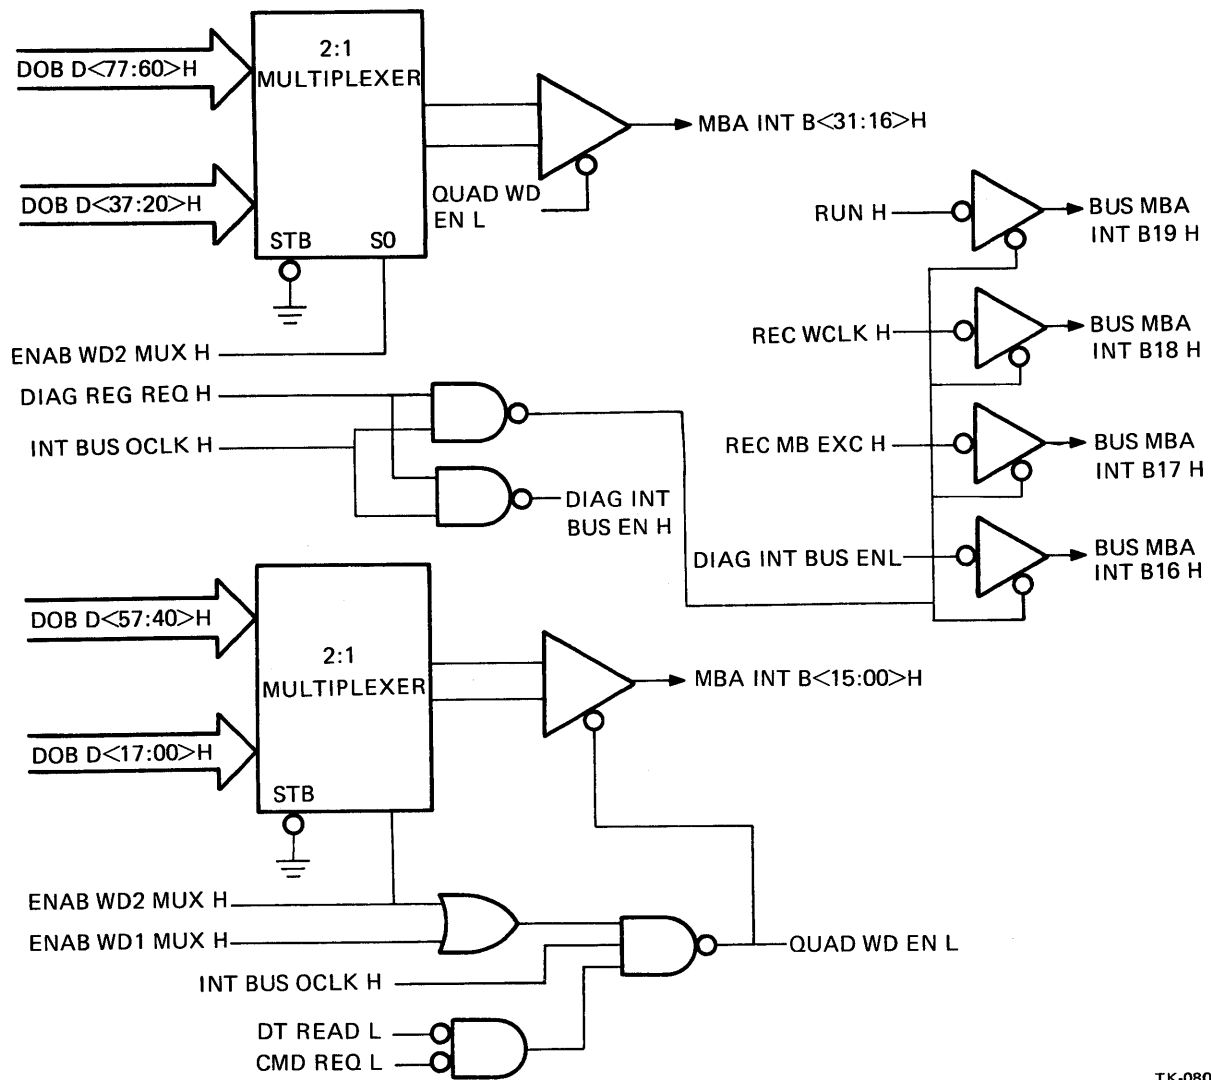 2:1
MULTIPLEXER
DOB D<77:60>H
DOB D<37:20>H
STB
S0
QUAD WD
EN L
MBA INT B<31:16>H
RUN H
BUS MBA
INT B19 H
REC WCLK H
BUS MBA
INT B18 H
REC MB EXC H
BUS MBA
INT B17 H
DIAG INT BUS ENL
BUS MBA
INT B16 H
ENAB WD2 MUX H
DIAG REG REQ H
INT BUS OCLK H
DIAG INT
BUS EN H
DOB D<57:40>H
2:1
MULTIPLEXER
DOB D<17:00>H
STB
MBA INT B<15:00>H
ENAB WD2 MUX H
ENAB WD1 MUX H
INT BUS OCLK H
QUAD WD EN L
DT READ L
CMD REQ L
TK-080